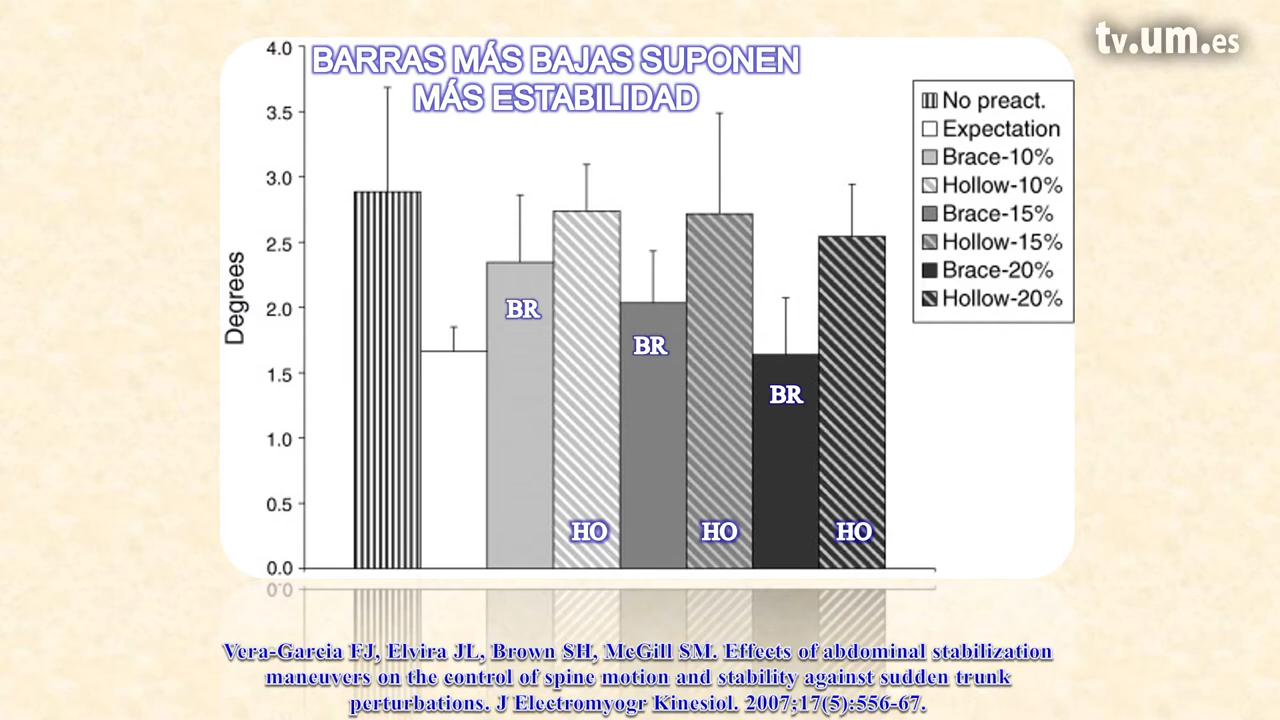 tv.um.es
BARRAS MÁS BAJAS SUPONEN
MÁS ESTABILIDAD
4.0
3.5
3.0
2.5
2.0
1.5
1.0
0.5
0.0
Degrees
BR
HO
BR
HO
BR
HO
No preact.
Expectation
Brace-10%
Hollow-10%
Brace-15%
Hollow-15%
Brace-20%
Hollow-20%
Vera-Garcia FJ, Elvira JL, Brown SH, McGill SM. Effects of abdominal stabilization
maneuvers on the control of spine motion and stability against sudden trunk
perturbations. J Electromyogr Kinesiol. 2007;17(5):556-67.